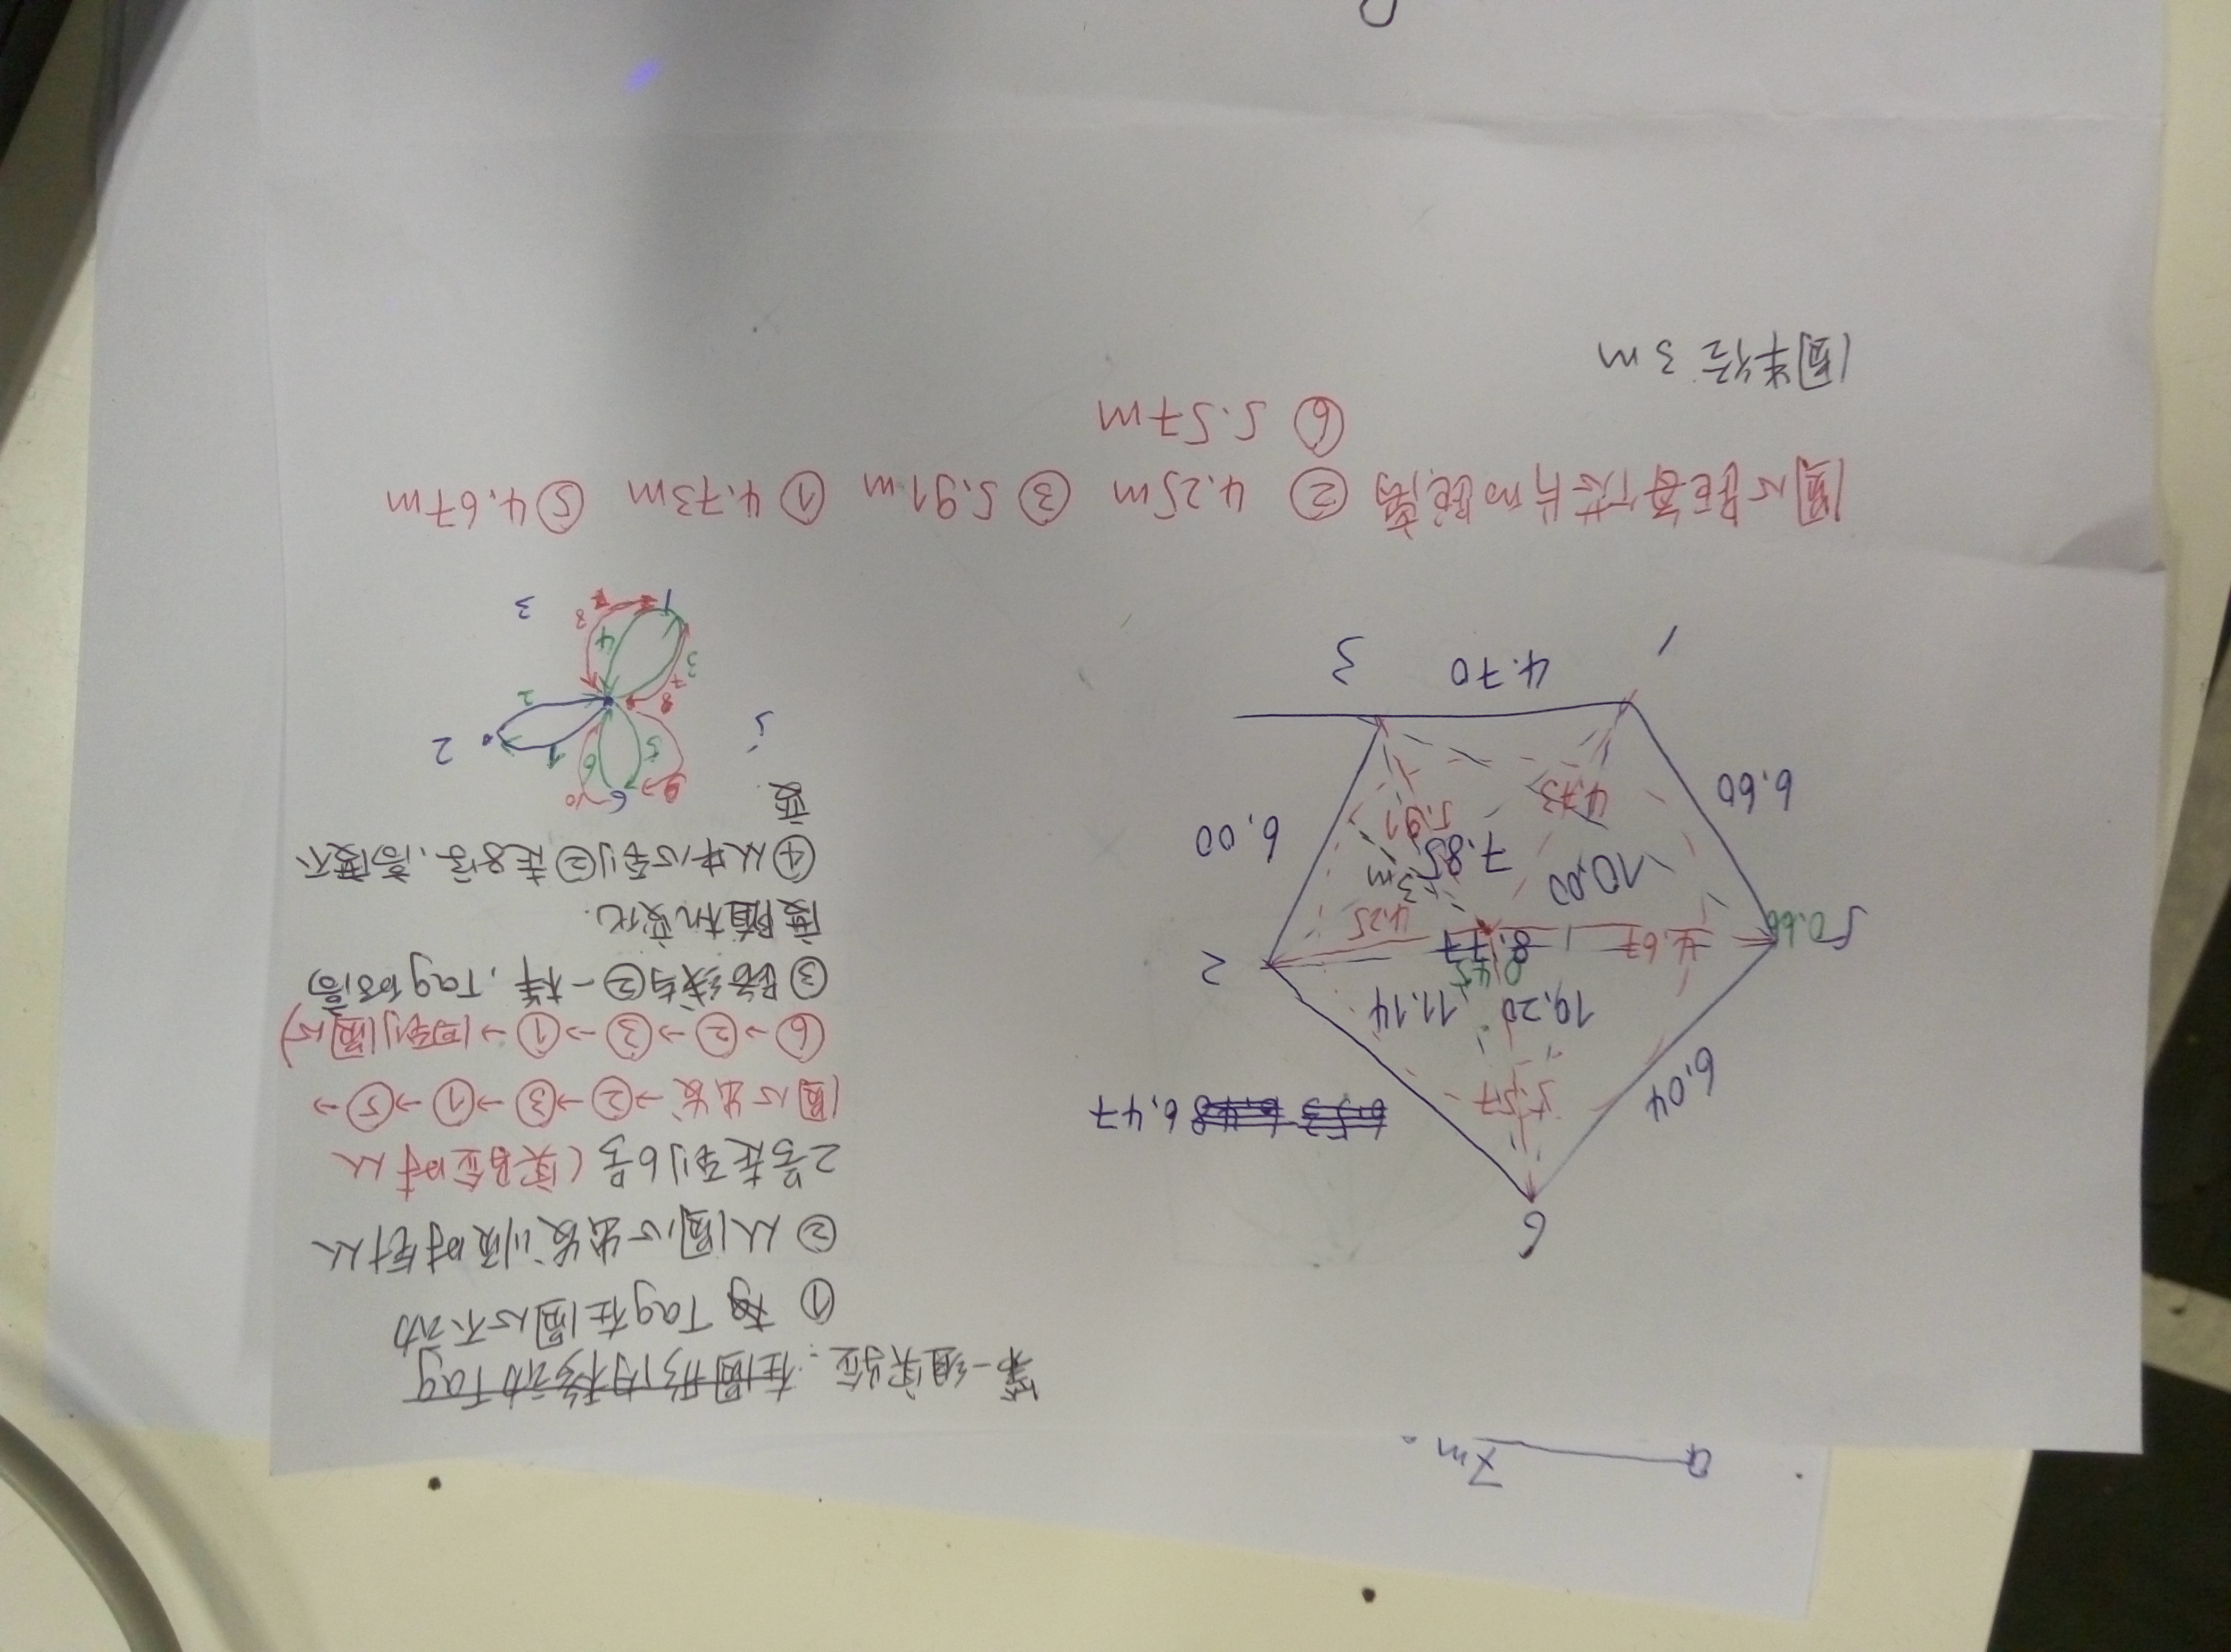 7m
第一组实验:在圆形内移动Tag
① Tag在圆心不动
② 从圆心出发顺时针从
2号走到6号(实验时从
圆心出发→②→③→①→⑤→
⑥→②→③→①→回到圆心)
③路线与②一样,Tag的高
度随机变化.
④从中心到②走8字、高度不
变.
6
6.04
6.53 6.48 6.47
5.57
10.20 11.14
0.45
5 0.66
4.67
8.77
4.25
2
10.00
7.85
3m
4.73
5.91
6.60
6.00
4.70
1
3
9 6 10
5 6 1 2
5
8 2
7
3 4
8
1 3
圆心距每个芯片的距离 ② 4.25m ③ 5.91m ① 4.73m ⑤4.67m
⑥ 5.57m
圆半径 3m